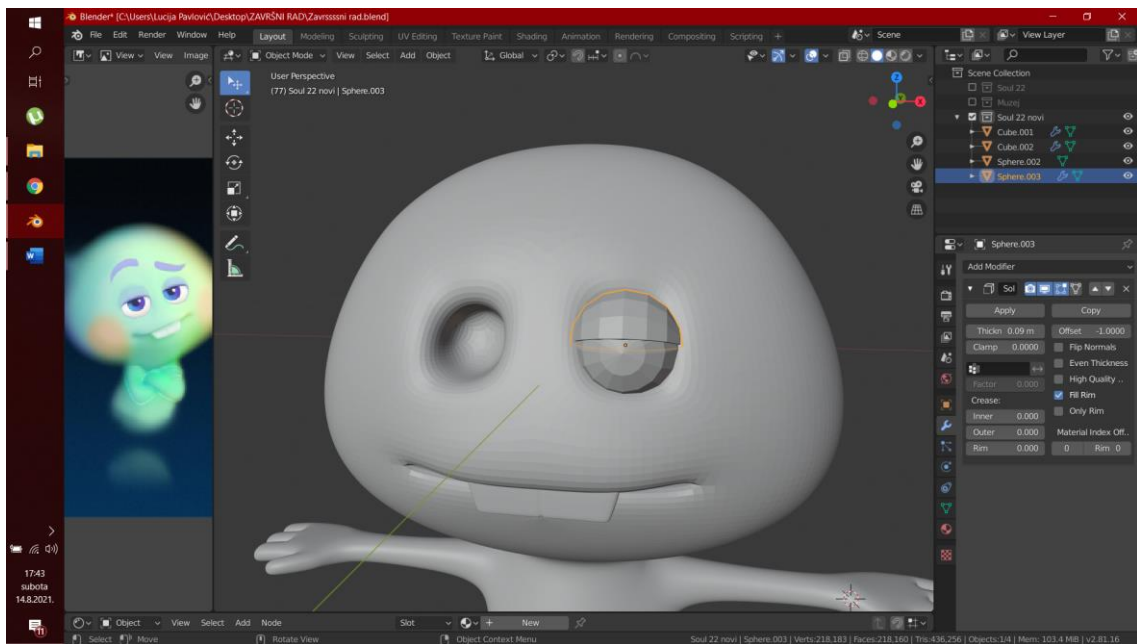 Blender* [C:\Users\Lucija Pavlović\Desktop\ZAVRŠNI RAD\Zavrssssni rad.blend]
File Edit Render Window Help Layout Modeling Sculpting UV Editing Texture Paint Shading Animation Rendering Compositing Scripting + Scene View Layer
View View Image Object Mode View Select Add Object Global
User Perspective
(77) Soul 22 novi | Sphere.003
Z
X
Scene Collection
Soul 22
Muzej
Soul 22 novi
Cube.001
Cube.002
Sphere.002
Sphere.003
Sphere.003
Add Modifier
Sol
Apply Copy
Thickn 0.09 m Offset -1.0000
Clamp 0.0000 Flip Normals
Even Thickness
Factor 0.000 High Quality ..
Crease: Fill Rim
Inner 0.000 Only Rim
Outer 0.000 Material Index Off..
Rim 0.000 0 Rim 0
17:43
subota
14.8.2021.
Object View Select Add Node Slot New
Select Move Rotate View Object Context Menu Soul 22 novi | Sphere.003 | Verts:218,183 | Faces:218,160 | Tris:436,256 | Objects:1/4 | Mem: 103.4 MiB | v2.81.16